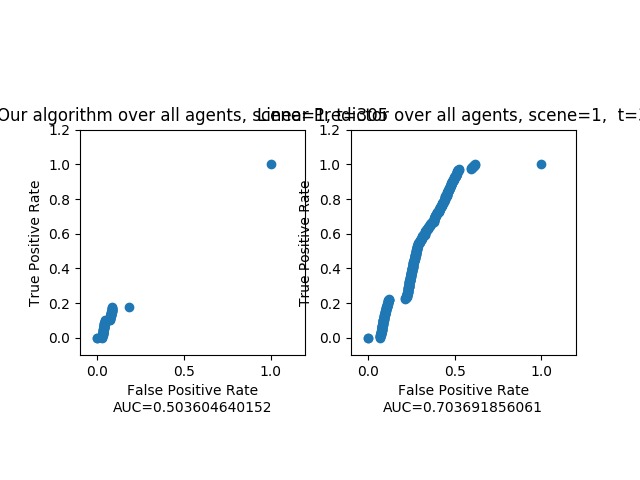 Our algorithm over all agents, scene=1, t=305
Linear Predictor over all agents, scene=1, t=
True Positive Rate
1.2
1.0
0.8
0.6
0.4
0.2
0.0
0.0 0.5 1.0
False Positive Rate
AUC=0.503604640152
True Positive Rate
1.2
1.0
0.8
0.6
0.4
0.2
0.0
0.0 0.5 1.0
False Positive Rate
AUC=0.703691856061